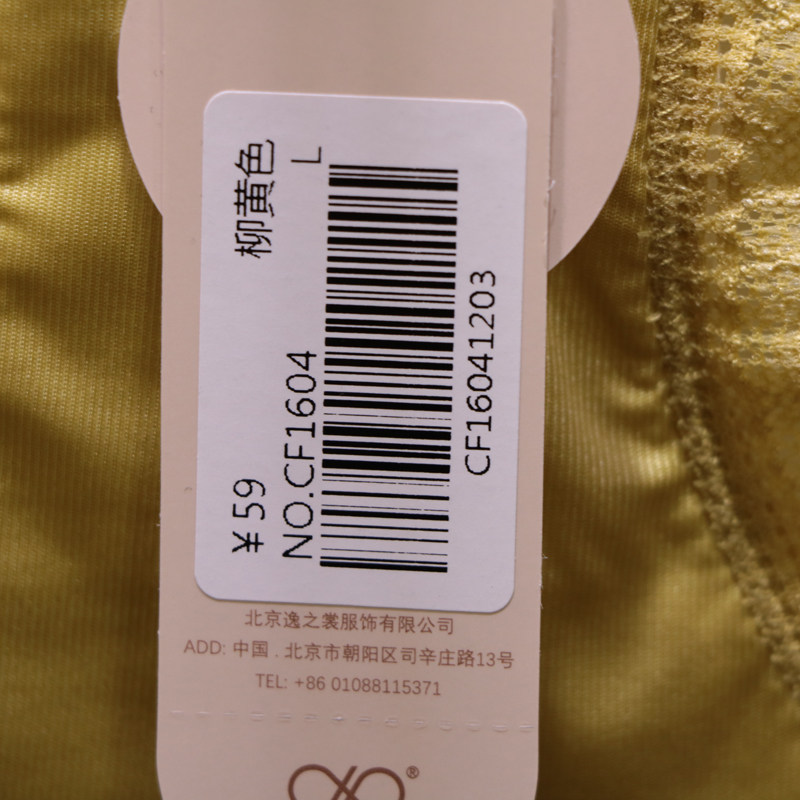 ¥59 柳黄色
NO.CF1604 L
CF16041203
北京逸之裳服饰有限公司
ADD: 中国 . 北京市朝阳区司辛庄路13号
TEL: +86 01088115371
®